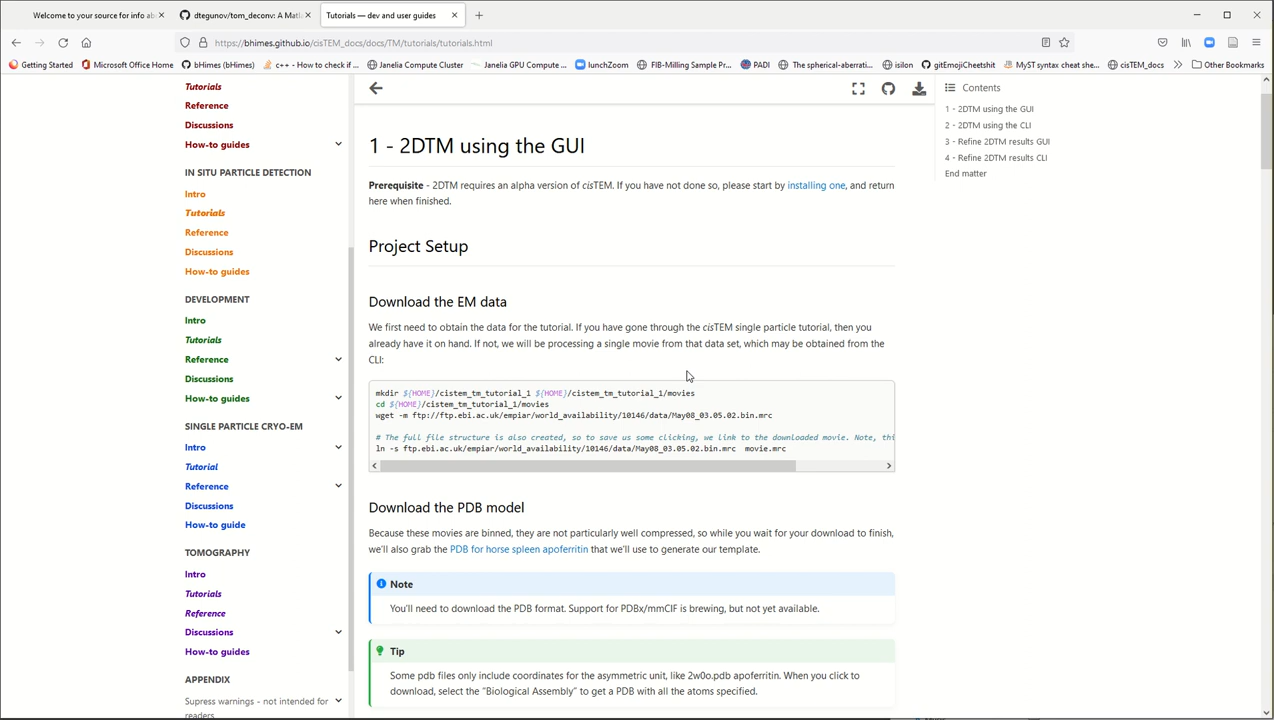 Welcome to your source for info abo
dtegunov/tom_deconv: A Matla
Tutorials — dev and user guides
https://bhimes.github.io/cisTEM_docs/docs/TM/tutorials/tutorials.html
Getting Started
Microsoft Office Home
bHimes (bHimes)
c++ - How to check if ...
Janelia Compute Cluster
Janelia GPU Compute ...
lunchZoom
FIB-Milling Sample Pr...
PADI
The spherical-aberrati...
isilon
gitEmojiCheetshit
MyST syntax cheat she...
cisTEM_docs
Other Bookmarks
Tutorials
Reference
Discussions
How-to guides
IN SITU PARTICLE DETECTION
Intro
Tutorials
Reference
Discussions
How-to guides
DEVELOPMENT
Intro
Tutorials
Reference
Discussions
How-to guides
SINGLE PARTICLE CRYO-EM
Intro
Tutorial
Reference
Discussions
How-to guide
TOMOGRAPHY
Intro
Tutorials
Reference
Discussions
How-to guides
APPENDIX
Supress warnings - not intended for
readers
1 - 2DTM using the GUI
Prerequisite - 2DTM requires an alpha version of cisTEM. If you have not done so, please start by installing one, and return
here when finished.
Project Setup
Download the EM data
We first need to obtain the data for the tutorial. If you have gone through the cisTEM single particle tutorial, then you
already have it on hand. If not, we will be processing a single movie from that data set, which may be obtained from the
CLI:
mkdir ${HOME}/cistem_tm_tutorial_1 ${HOME}/cistem_tm_tutorial_1/movies
cd ${HOME}/cistem_tm_tutorial_1/movies
wget -m ftp://ftp.ebi.ac.uk/empiar/world_availability/10146/data/May08_03.05.02.bin.mrc
# The full file structure is also created, so to save us some clicking, we link to the downloaded movie. Note, thi
ln -s ftp.ebi.ac.uk/empiar/world_availability/10146/data/May08_03.05.02.bin.mrc movie.mrc
Download the PDB model
Because these movies are binned, they are not particularly well compressed, so while you wait for your download to finish,
we'll also grab the PDB for horse spleen apoferritin that we'll use to generate our template.
Note
You'll need to download the PDB format. Support for PDBx/mmCIF is brewing, but not yet available.
Tip
Some pdb files only include coordinates for the asymmetric unit, like 2w0o.pdb apoferritin. When you click to
download, select the "Biological Assembly" to get a PDB with all the atoms specified.
Contents
1 - 2DTM using the GUI
2 - 2DTM using the CLI
3 - Refine 2DTM results GUI
4 - Refine 2DTM results CLI
End matter